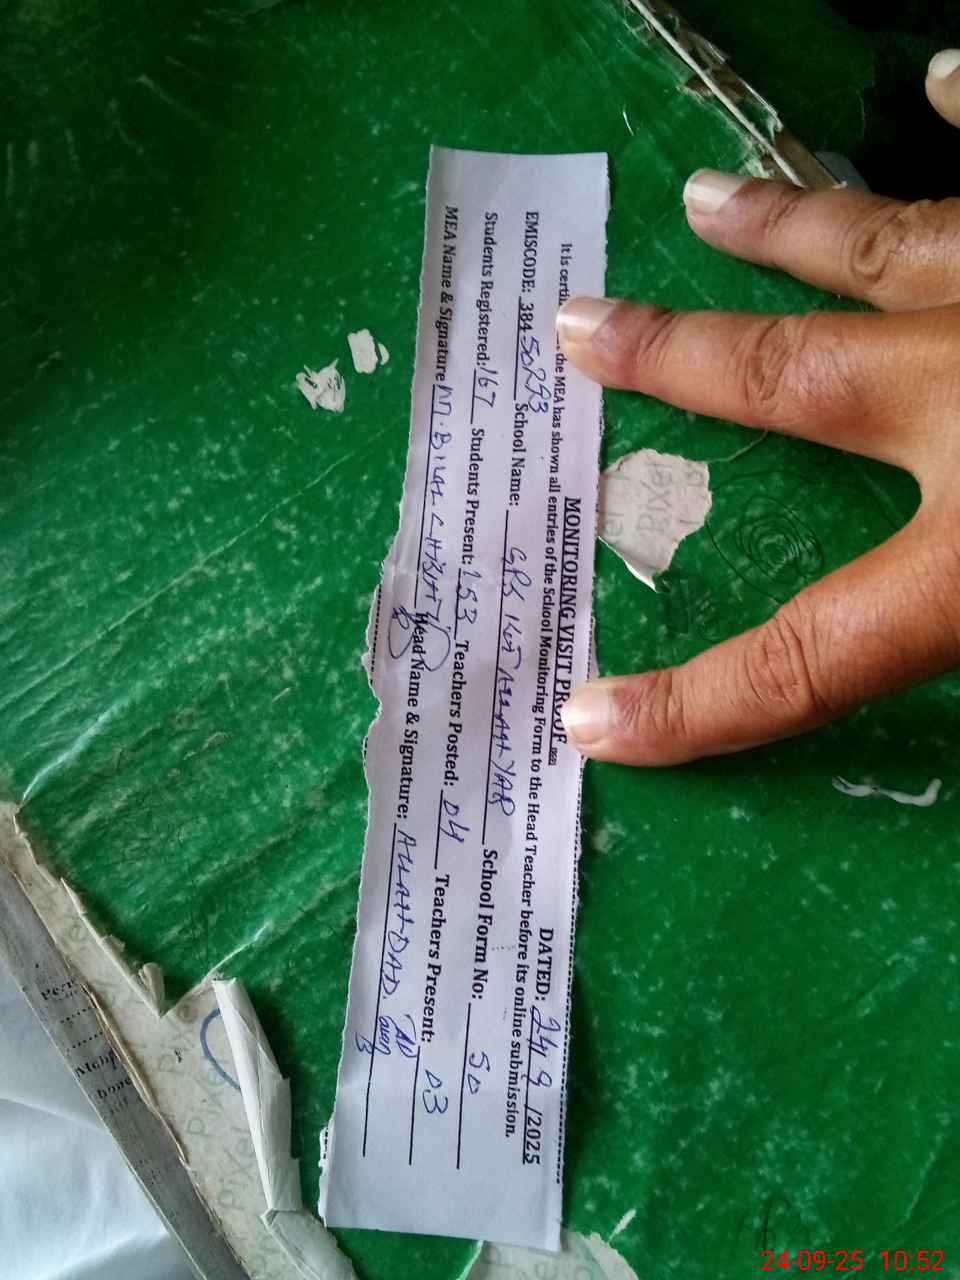 MONITORING VISIT PROOF
DATED: 24/9/2025
It is the MEA has shown all entries of the School Monitoring Form to the Head Teacher before its online submission.
EMISCODE: 384 50293 School Name: GPS KOT ALLAH YAR School Form No: 50
Students Registered: 167 Students Present: 153 Teachers Posted: 04 Teachers Present: 03
MEA Name & Signature M. BILAL CHISHTY Head Name & Signature: ALLAH DAD.
24-09-25 10:52